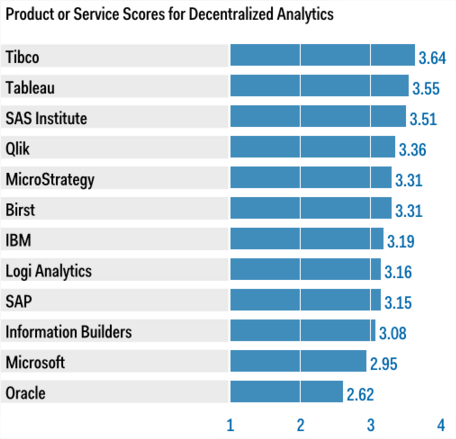 Product or Service Scores for Decentralized Analytics
Tibco 3.64
Tableau 3.55
SAS Institute 3.51
Qlik 3.36
MicroStrategy 3.31
Birst 3.31
IBM 3.19
Logi Analytics 3.16
SAP 3.15
Information Builders 3.08
Microsoft 2.95
Oracle 2.62
1 2 3 4